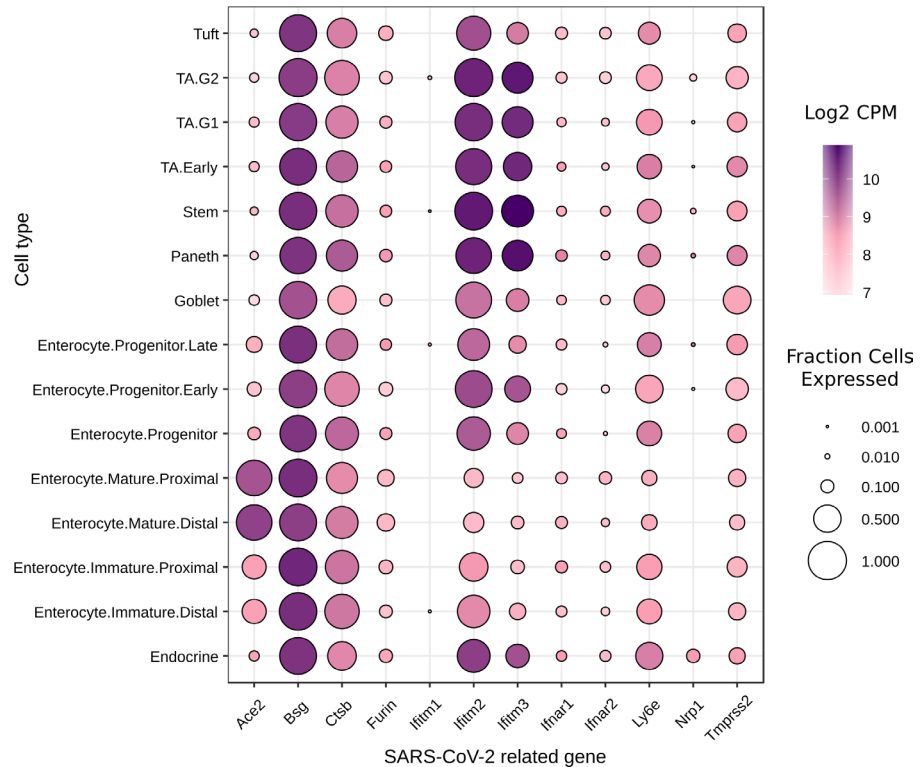 Cell type
Tuft
TA.G2
TA.G1
TA.Early
Stem
Paneth
Goblet
Enterocyte.Progenitor.Late
Enterocyte.Progenitor.Early
Enterocyte.Progenitor
Enterocyte.Mature.Proximal
Enterocyte.Mature.Distal
Enterocyte.Immature.Proximal
Enterocyte.Immature.Distal
Endocrine
Ace2
Bsg
Ctsb
Furin
Ifitm1
Ifitm2
Ifitm3
Ifnar1
Ifnar2
Ly6e
Nrp1
Tmprss2
SARS-CoV-2 related gene
Log2 CPM
10
9
8
7
Fraction Cells
Expressed
0.001
0.010
0.100
0.500
1.000